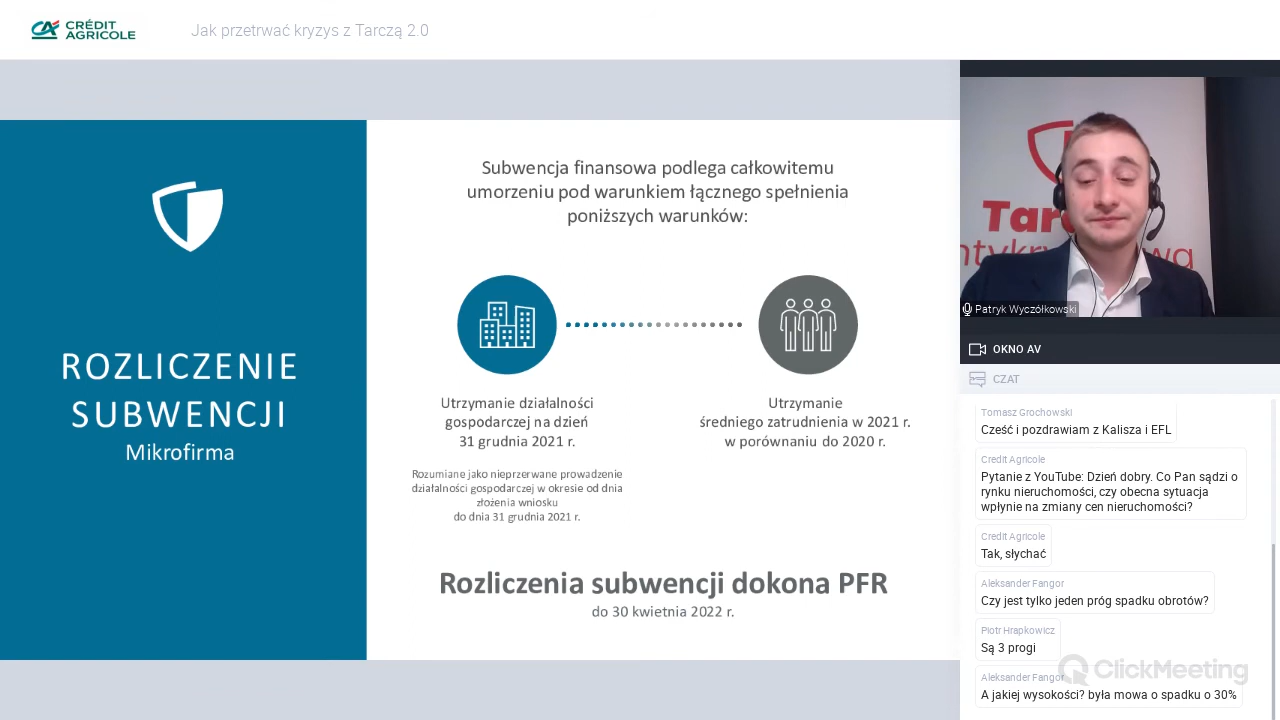 CRÉDIT
AGRICOLE
Jak przetrwać kryzys z Tarczą 2.0
ROZLICZENIE
SUBWENCJI
Mikrofirma
Subwencja finansowa podlega całkowitemu
umorzeniu pod warunkiem łącznego spełnienia
poniższych warunków:
Utrzymanie działalności
gospodarczej na dzień
31 grudnia 2021 r.
Rozumiane jako nieprzerwane prowadzenie
działalności gospodarczej w okresie od dnia
złożenia wniosku
do dnia 31 grudnia 2021 r.
Utrzymanie
średniego zatrudnienia w 2021 r.
w porównaniu do 2020 r.
Rozliczenia subwencji dokona PFR
do 30 kwietnia 2022 r.
Patryk Wyczółkowski
OKNO AV
CZAT
Tomasz Grochowski
Cześć i pozdrawiam z Kalisza i EFL
Credit Agricole
Pytanie z YouTube: Dzień dobry. Co Pan sądzi o
rynku nieruchomości, czy obecna sytuacja
wpłynie na zmiany cen nieruchomości?
Credit Agricole
Tak, słychać
Aleksander Fangor
Czy jest tylko jeden próg spadku obrotów?
Piotr Hrapkowicz
Są 3 progi
ClickMeeting
Aleksander Fangor
A jakiej wysokości? była mowa o spadku o 30%